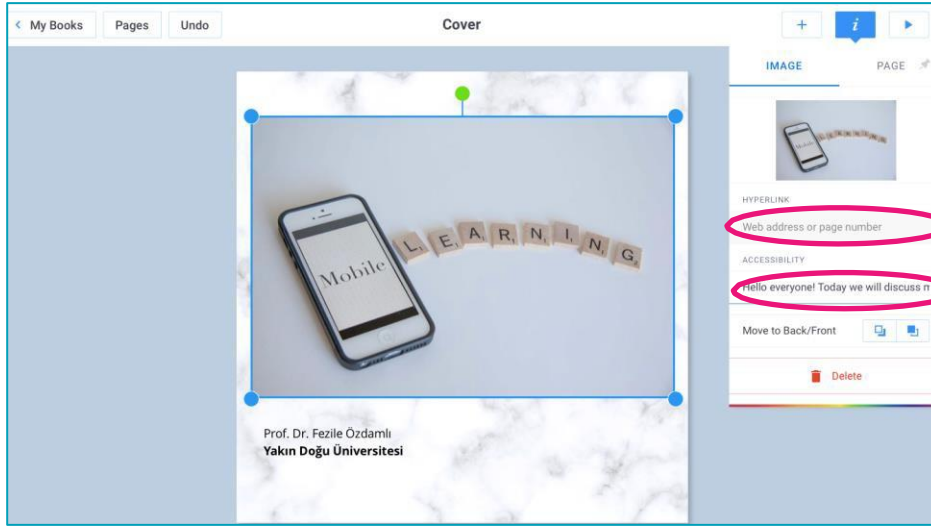 My Books
Pages
Undo
Cover
IMAGE
PAGE
HYPERLINK
Web address or page number
ACCESSIBILITY
Hello everyone! Today we will discuss m
Move to Back/Front
Delete
Mobile
L E A R N I N G
Prof. Dr. Fezile Özdamlı
Yakın Doğu Üniversitesi